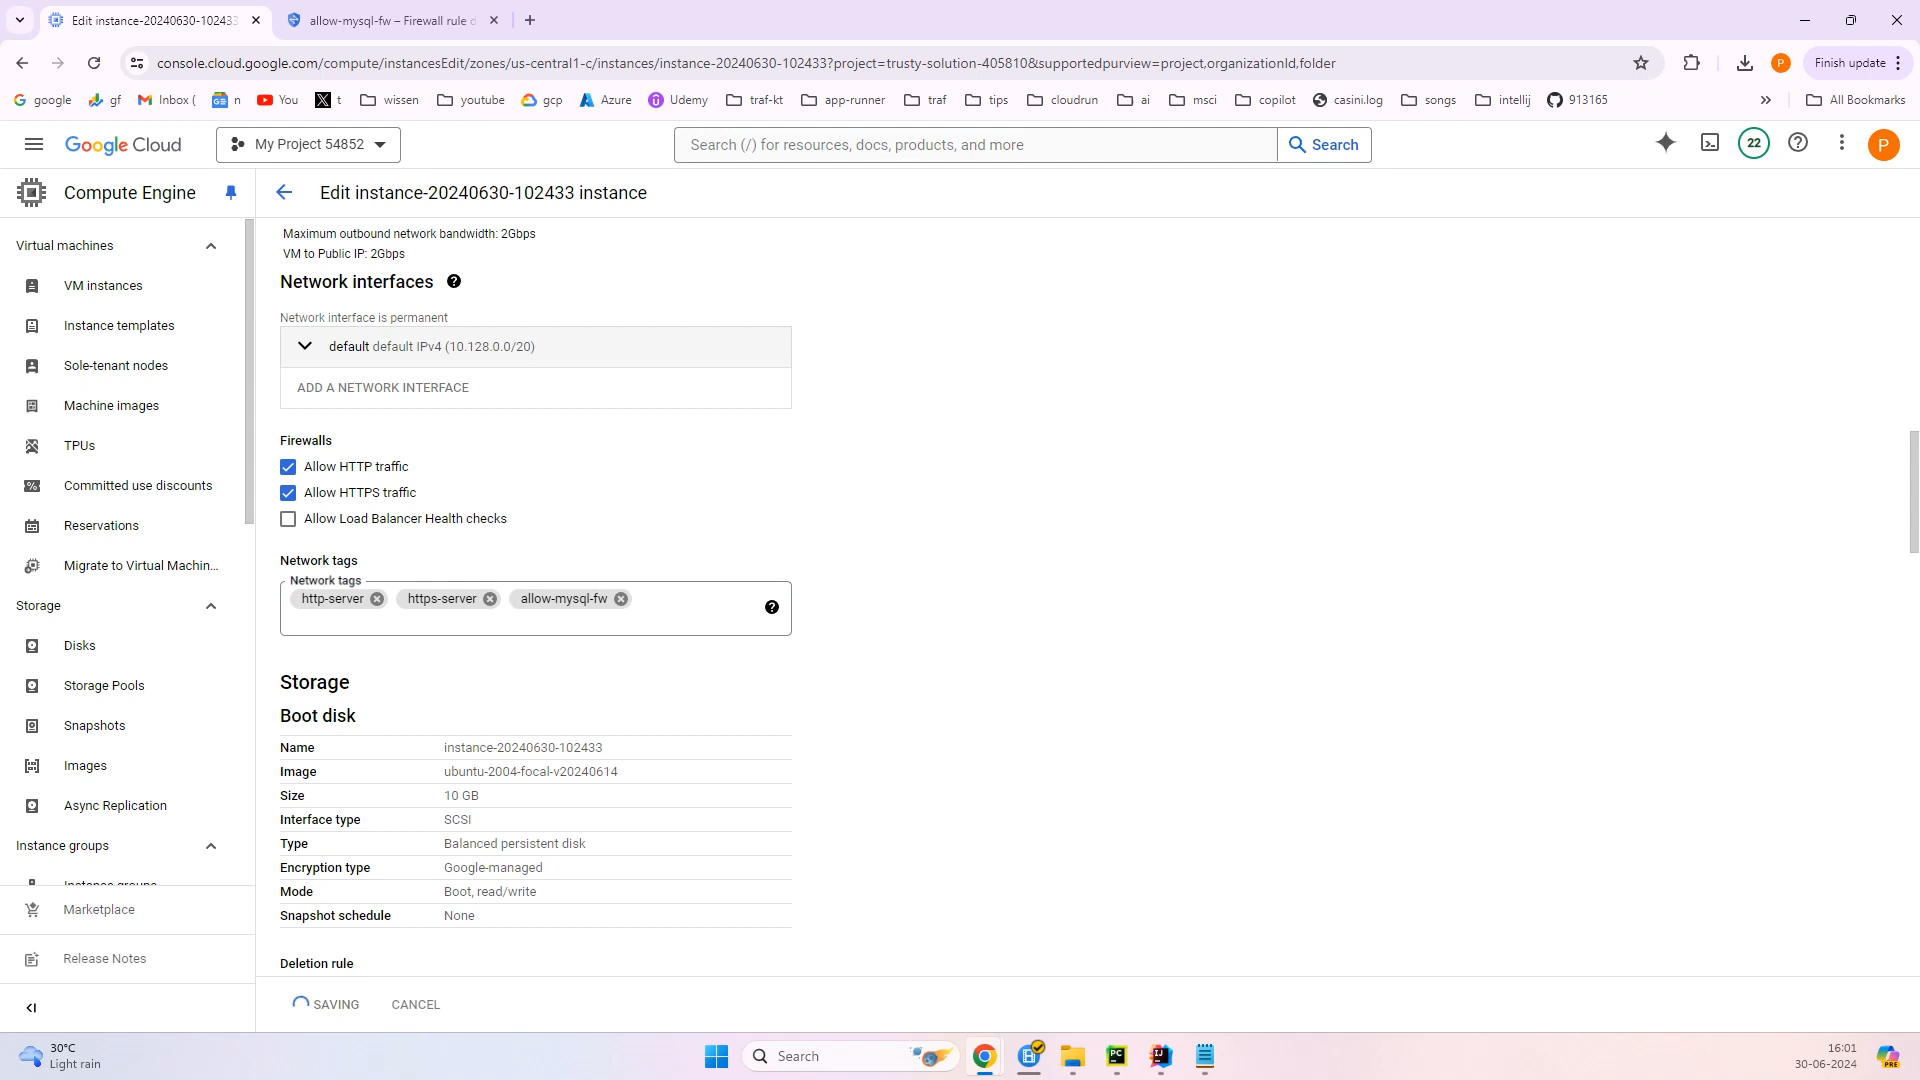 Edit instance-20240630-102433
allow-mysql-fw – Firewall rule d
console.cloud.google.com/compute/instancesEdit/zones/us-central1-c/instances/instance-20240630-102433?project=trusty-solution-405810&supportedpurview=project,organizationId,folder
P
Finish update
google
gf
Inbox (
n
You
t
wissen
youtube
gcp
Azure
Udemy
traf-kt
app-runner
traf
tips
cloudrun
ai
msci
copilot
casini.log
songs
intellij
913165
All Bookmarks
Google Cloud
My Project 54852
Search (/) for resources, docs, products, and more
Search
22
P
Compute Engine
Edit instance-20240630-102433 instance
Virtual machines
VM instances
Instance templates
Sole-tenant nodes
Machine images
TPUs
Committed use discounts
Reservations
Migrate to Virtual Machin...
Storage
Disks
Storage Pools
Snapshots
Images
Async Replication
Instance groups
Instance groups
Marketplace
Release Notes
Maximum outbound network bandwidth: 2Gbps
VM to Public IP: 2Gbps
Network interfaces
Network interface is permanent
default default IPv4 (10.128.0.0/20)
ADD A NETWORK INTERFACE
Firewalls
Allow HTTP traffic
Allow HTTPS traffic
Allow Load Balancer Health checks
Network tags
Network tags
http-server
https-server
allow-mysql-fw
Storage
Boot disk
Name instance-20240630-102433
Image ubuntu-2004-focal-v20240614
Size 10 GB
Interface type SCSI
Type Balanced persistent disk
Encryption type Google-managed
Mode Boot, read/write
Snapshot schedule None
Deletion rule
SAVING
CANCEL
30°C
Light rain
Search
PC
IJ
16:01
30-06-2024
PRE